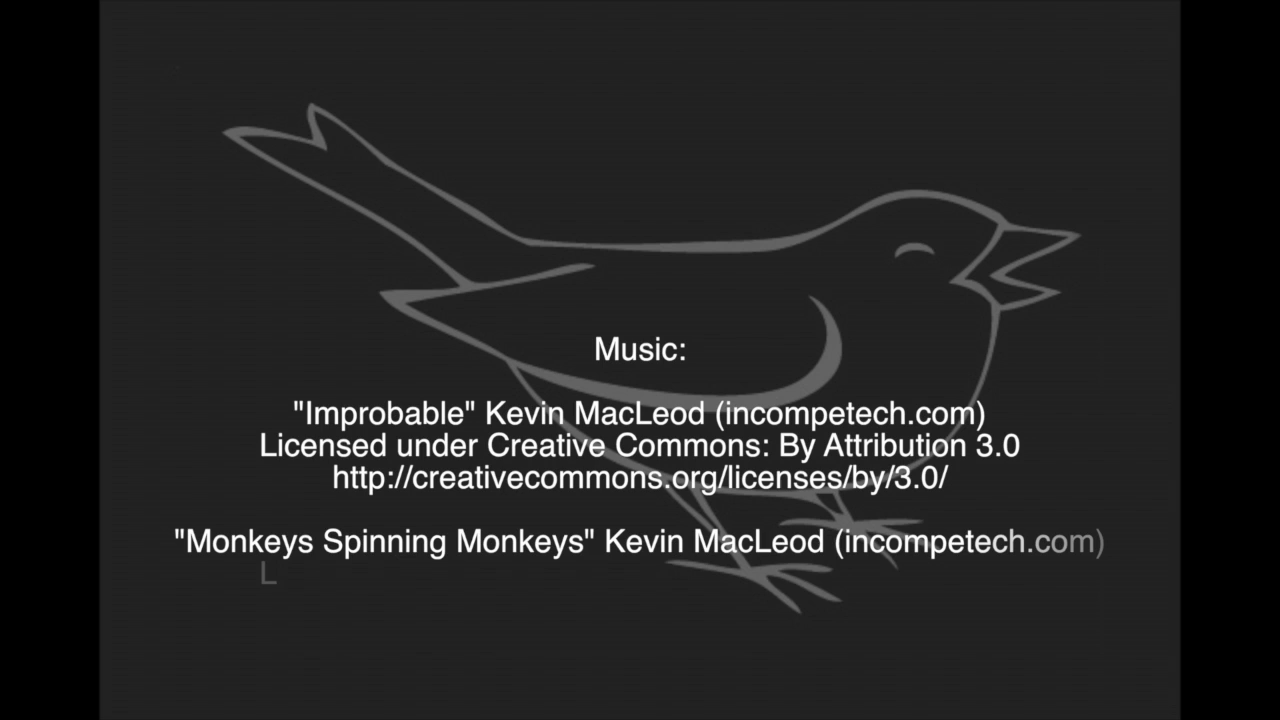 Music:
"Improbable" Kevin MacLeod (incompetech.com)
Licensed under Creative Commons: By Attribution 3.0
http://creativecommons.org/licenses/by/3.0/
"Monkeys Spinning Monkeys" Kevin MacLeod (incompetech.com)
L